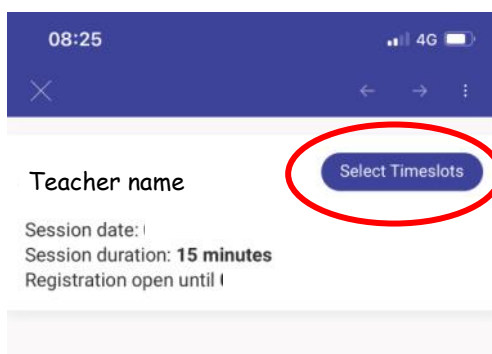 08:25 4G
Teacher name
Select Timeslots
Session date:
Session duration: 15 minutes
Registration open until